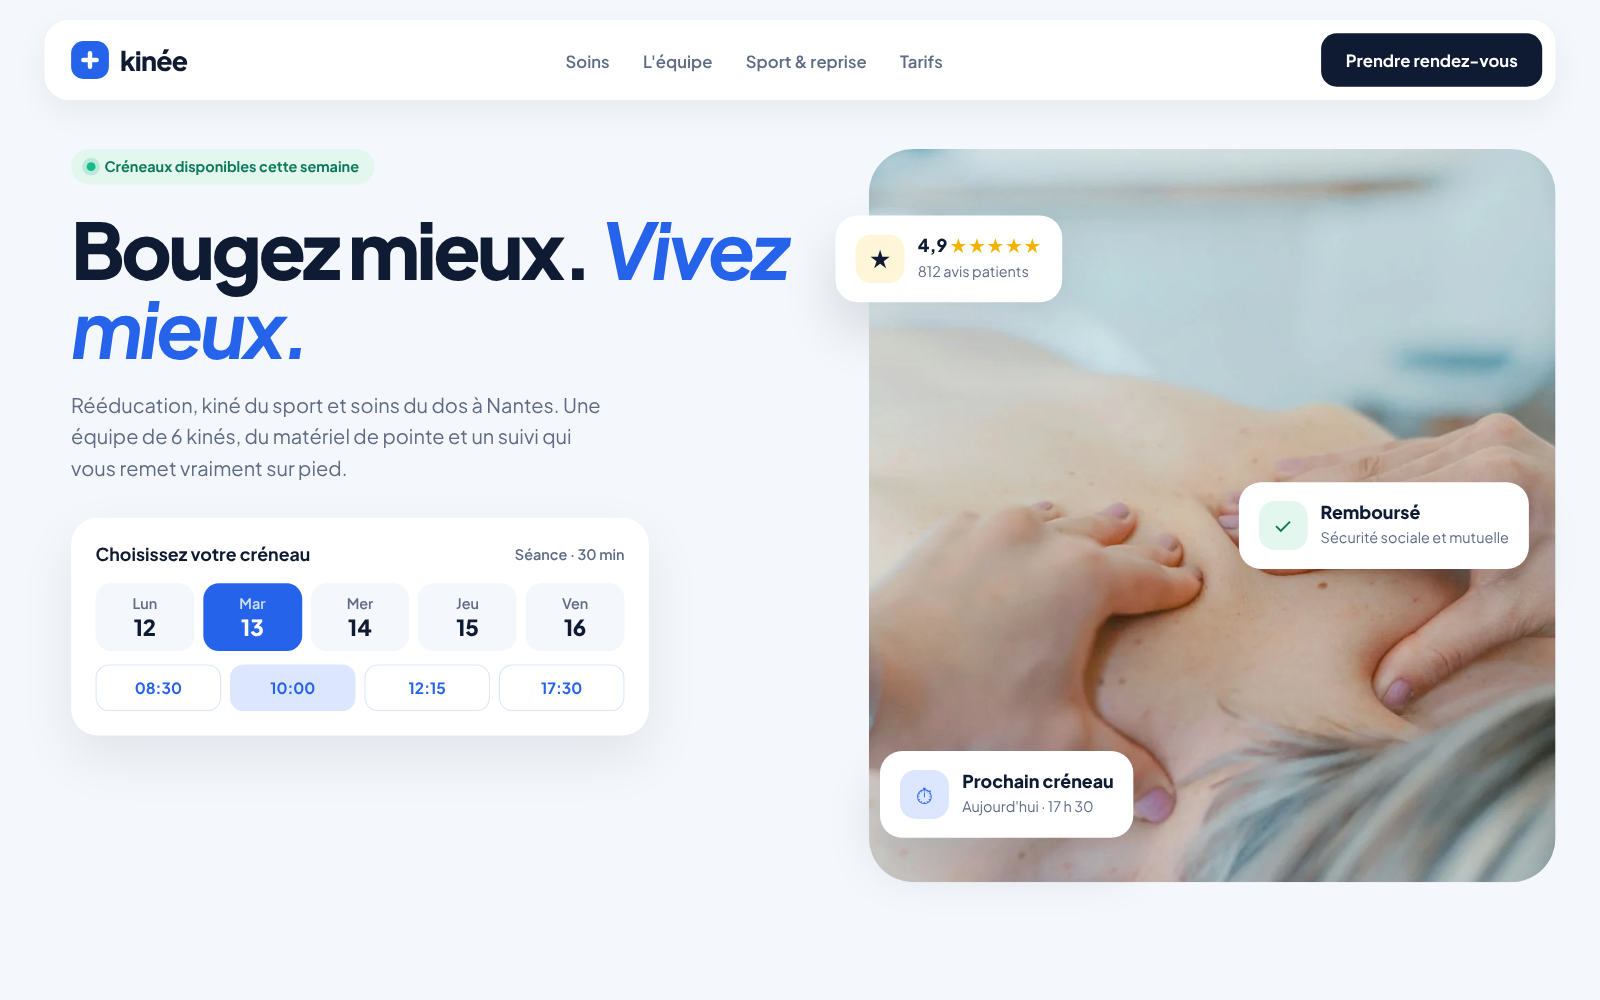 kinée
Soins
L'équipe
Sport & reprise
Tarifs
Prendre rendez-vous
Créneaux disponibles cette semaine
Bougez mieux. Vivez
mieux.
Rééducation, kiné du sport et soins du dos à Nantes. Une
équipe de 6 kinés, du matériel de pointe et un suivi qui
vous remet vraiment sur pied.
Choisissez votre créneau
Séance · 30 min
Lun
12
Mar
13
Mer
14
Jeu
15
Ven
16
08:30
10:00
12:15
17:30
4,9 ★★★★★
812 avis patients
Remboursé
Sécurité sociale et mutuelle
Prochain créneau
Aujourd'hui · 17 h 30